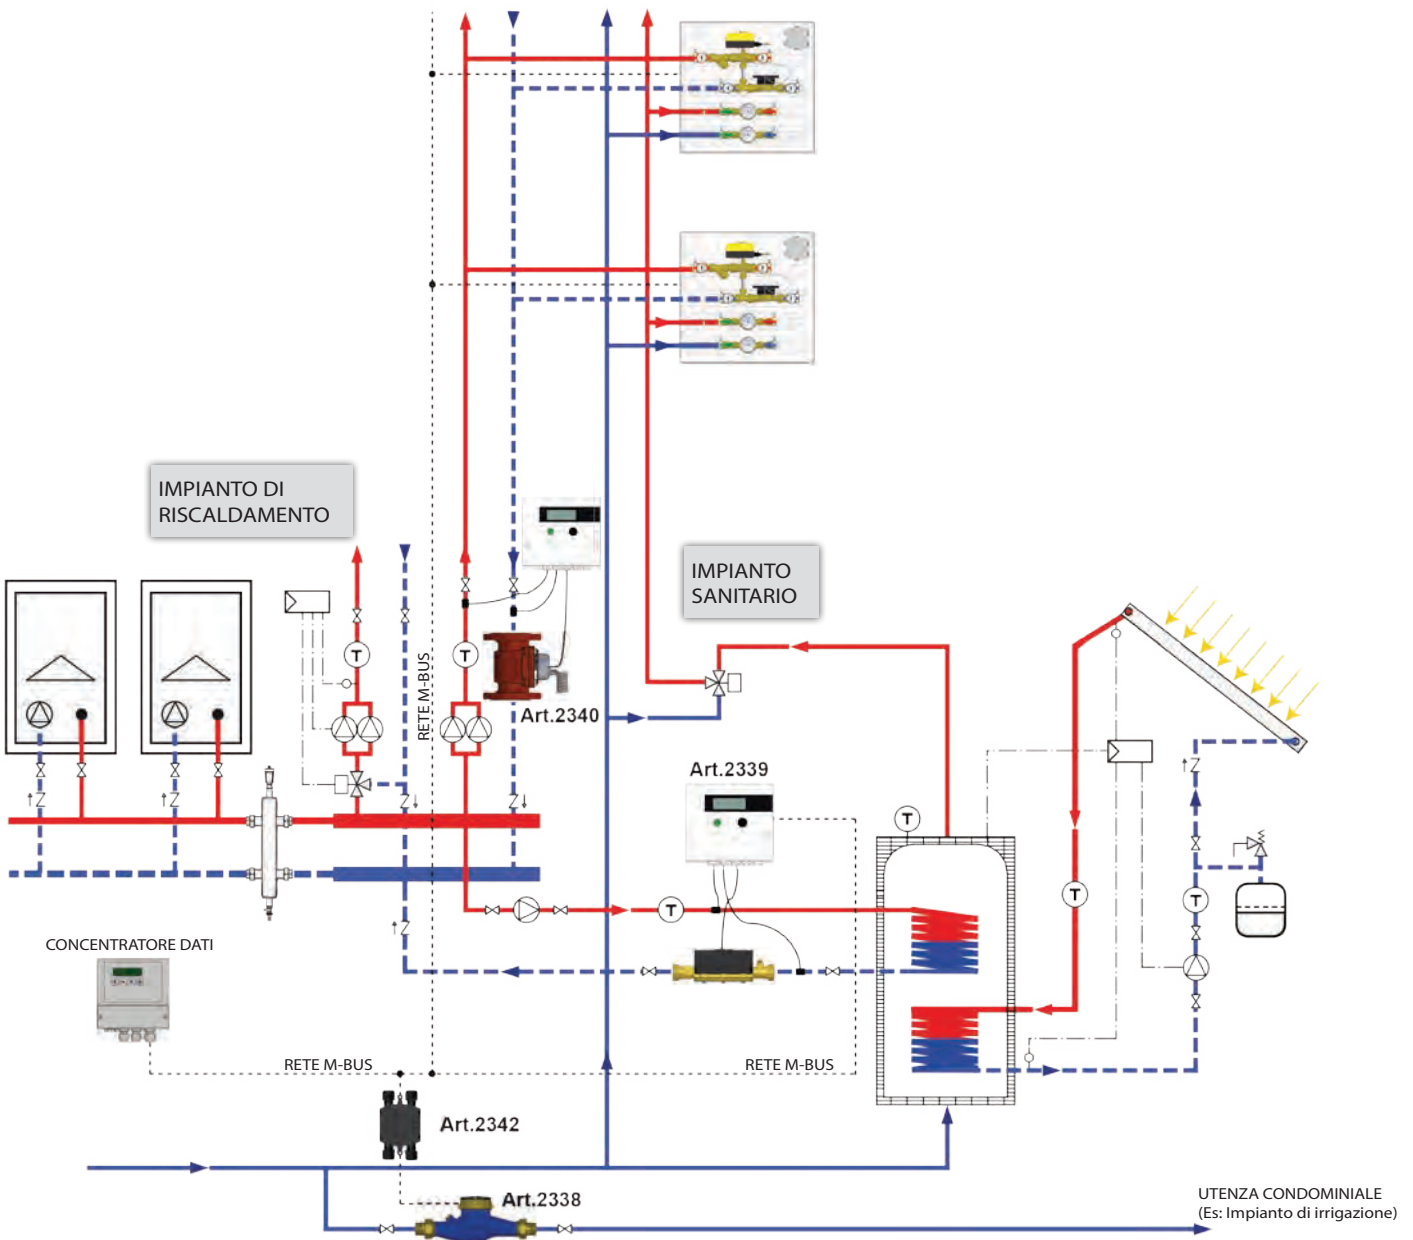 IMPIANTO DI
RISCALDAMENTO
IMPIANTO
SANITARIO
T
T
RETE M-BUS
Art.2340
Art.2339
T
T
T
T
CONCENTRATORE DATI
RETE M-BUS
RETE M-BUS
Art.2342
Art.2338
UTENZA CONDOMINIALE
(Es: Impianto di irrigazione)